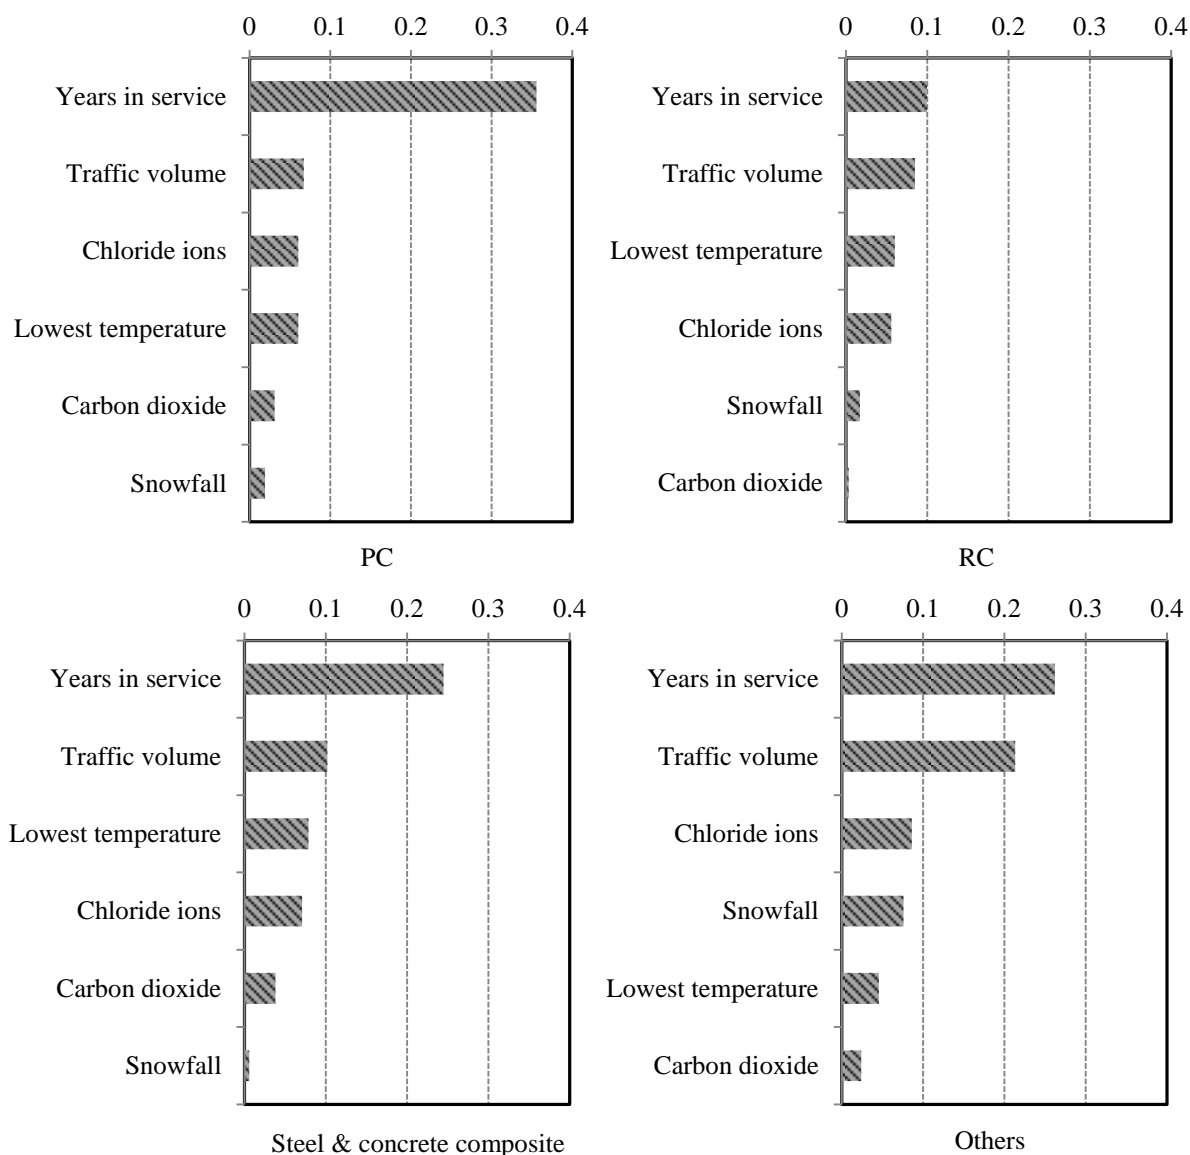 0 0.1 0.2 0.3 0.4
Years in service
Traffic volume
Chloride ions
Lowest temperature
Carbon dioxide
Snowfall
PC
0 0.1 0.2 0.3 0.4
Years in service
Traffic volume
Lowest temperature
Chloride ions
Snowfall
Carbon dioxide
RC
0 0.1 0.2 0.3 0.4
Years in service
Traffic volume
Lowest temperature
Chloride ions
Carbon dioxide
Snowfall
Steel & concrete composite
0 0.1 0.2 0.3 0.4
Years in service
Traffic volume
Chloride ions
Snowfall
Lowest temperature
Carbon dioxide
Others